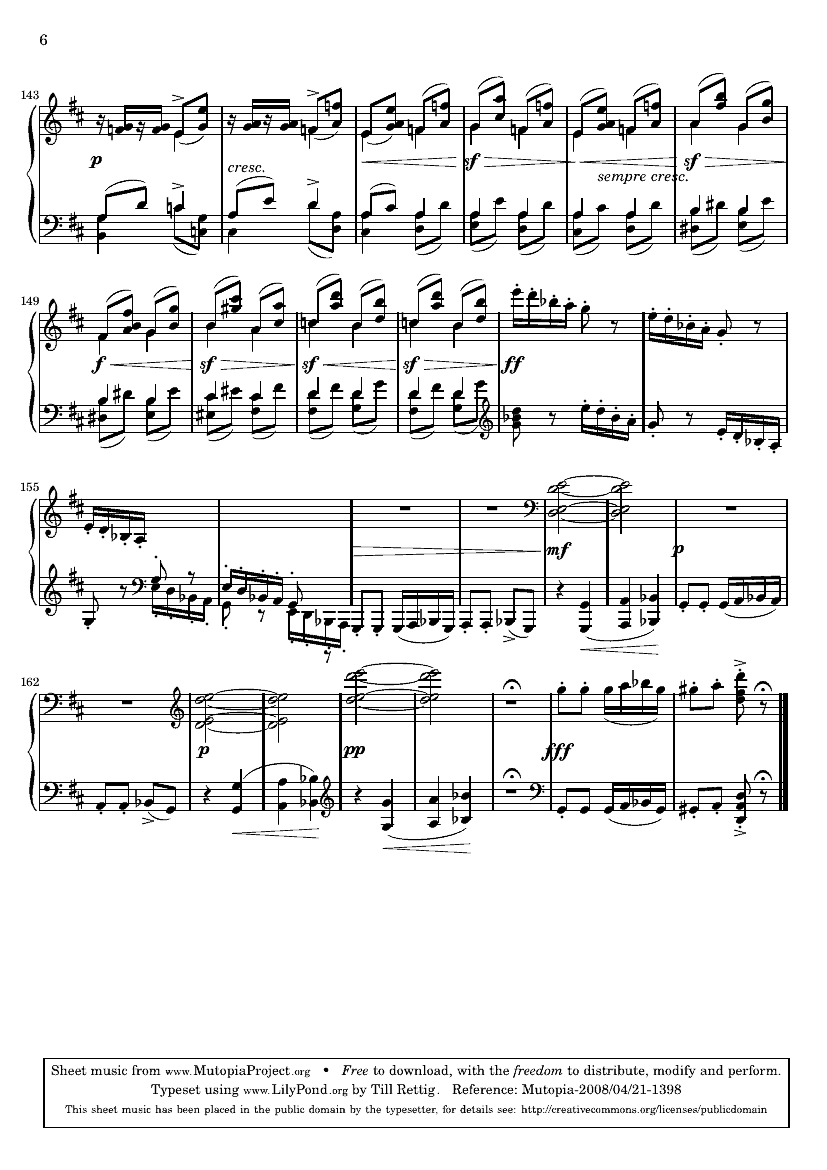 6
143
p
cresc.
sf
sf
sempre cresc.
149
f
sf
sf
sf
ff
155
mf
p
162
p
pp
fff
Sheet music from www.MutopiaProject.org • Free to download, with the freedom to distribute, modify and perform.
Typeset using www.LilyPond.org by Till Rettig. Reference: Mutopia-2008/04/21-1398
This sheet music has been placed in the public domain by the typesetter, for details see: http://creativecommons.org/licenses/publicdomain